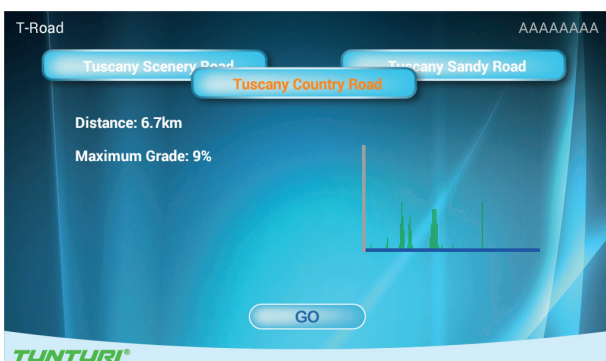 T-Road
AAAAAAAA
Tuscany Scenery Road
Tuscany Sandy Road
Tuscany Country Road
Distance: 6.7km
Maximum Grade: 9%
GO
TUNTURI®